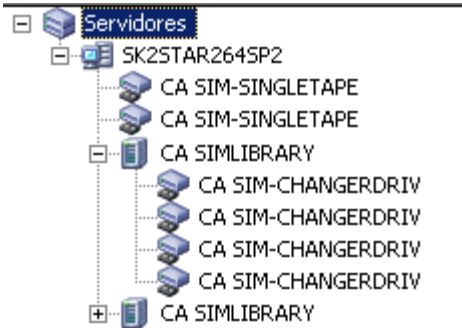 Servidores
SK2STAR264SP2
CA SIM-SINGLETAPE
CA SIM-SINGLETAPE
CA SIMLIBRARY
CA SIM-CHANGERDRIV
CA SIM-CHANGERDRIV
CA SIM-CHANGERDRIV
CA SIM-CHANGERDRIV
CA SIMLIBRARY